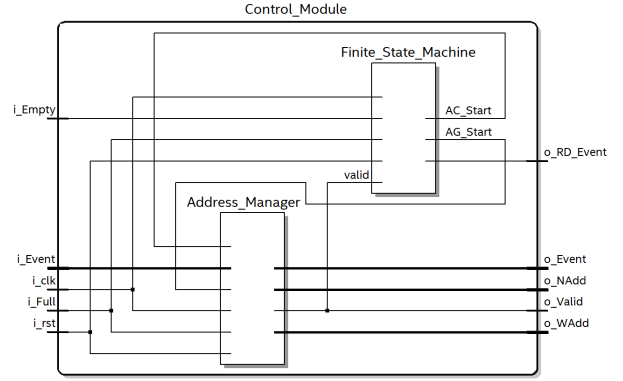 Control_Module
Finite_State_Machine
i_Empty
AC_Start
AG_Start
o_RD_Event
valid
Address_Manager
i_Event
o_Event
i_clk
o_NAdd
i_Full
o_Valid
i_rst
o_WAdd